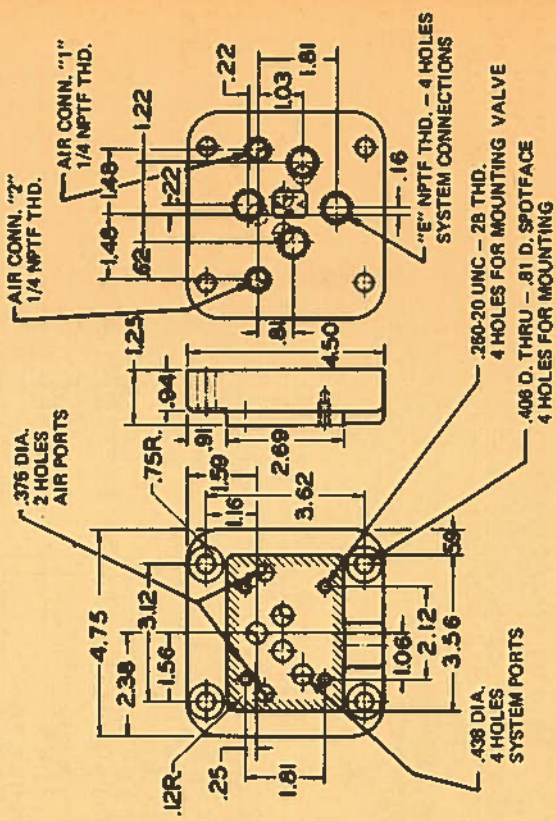 AIR CONN. "2"
1/4 NPTF THD.
AIR CONN. "1"
1/4 NPTF THD.
1.48
1.48
1.22
.22
.62
.22
1.03
1.81
.81
.16
"E" NPTF THD. – 4 HOLES
SYSTEM CONNECTIONS
1.25
.94
.91
2.69
4.50
.375 DIA.
2 HOLES
AIR PORTS
.75R.
1.59
1.16
3.62
4.75
2.38
3.12
1.56
.12R.
.25
1.81
.59
1.06
2.12
3.56
.250-20 UNC – 2B THD.
4 HOLES FOR MOUNTING VALVE
.406 D. THRU – .81 D. SPOTFACE
4 HOLES FOR MOUNTING
.438 DIA.
4 HOLES
SYSTEM PORTS